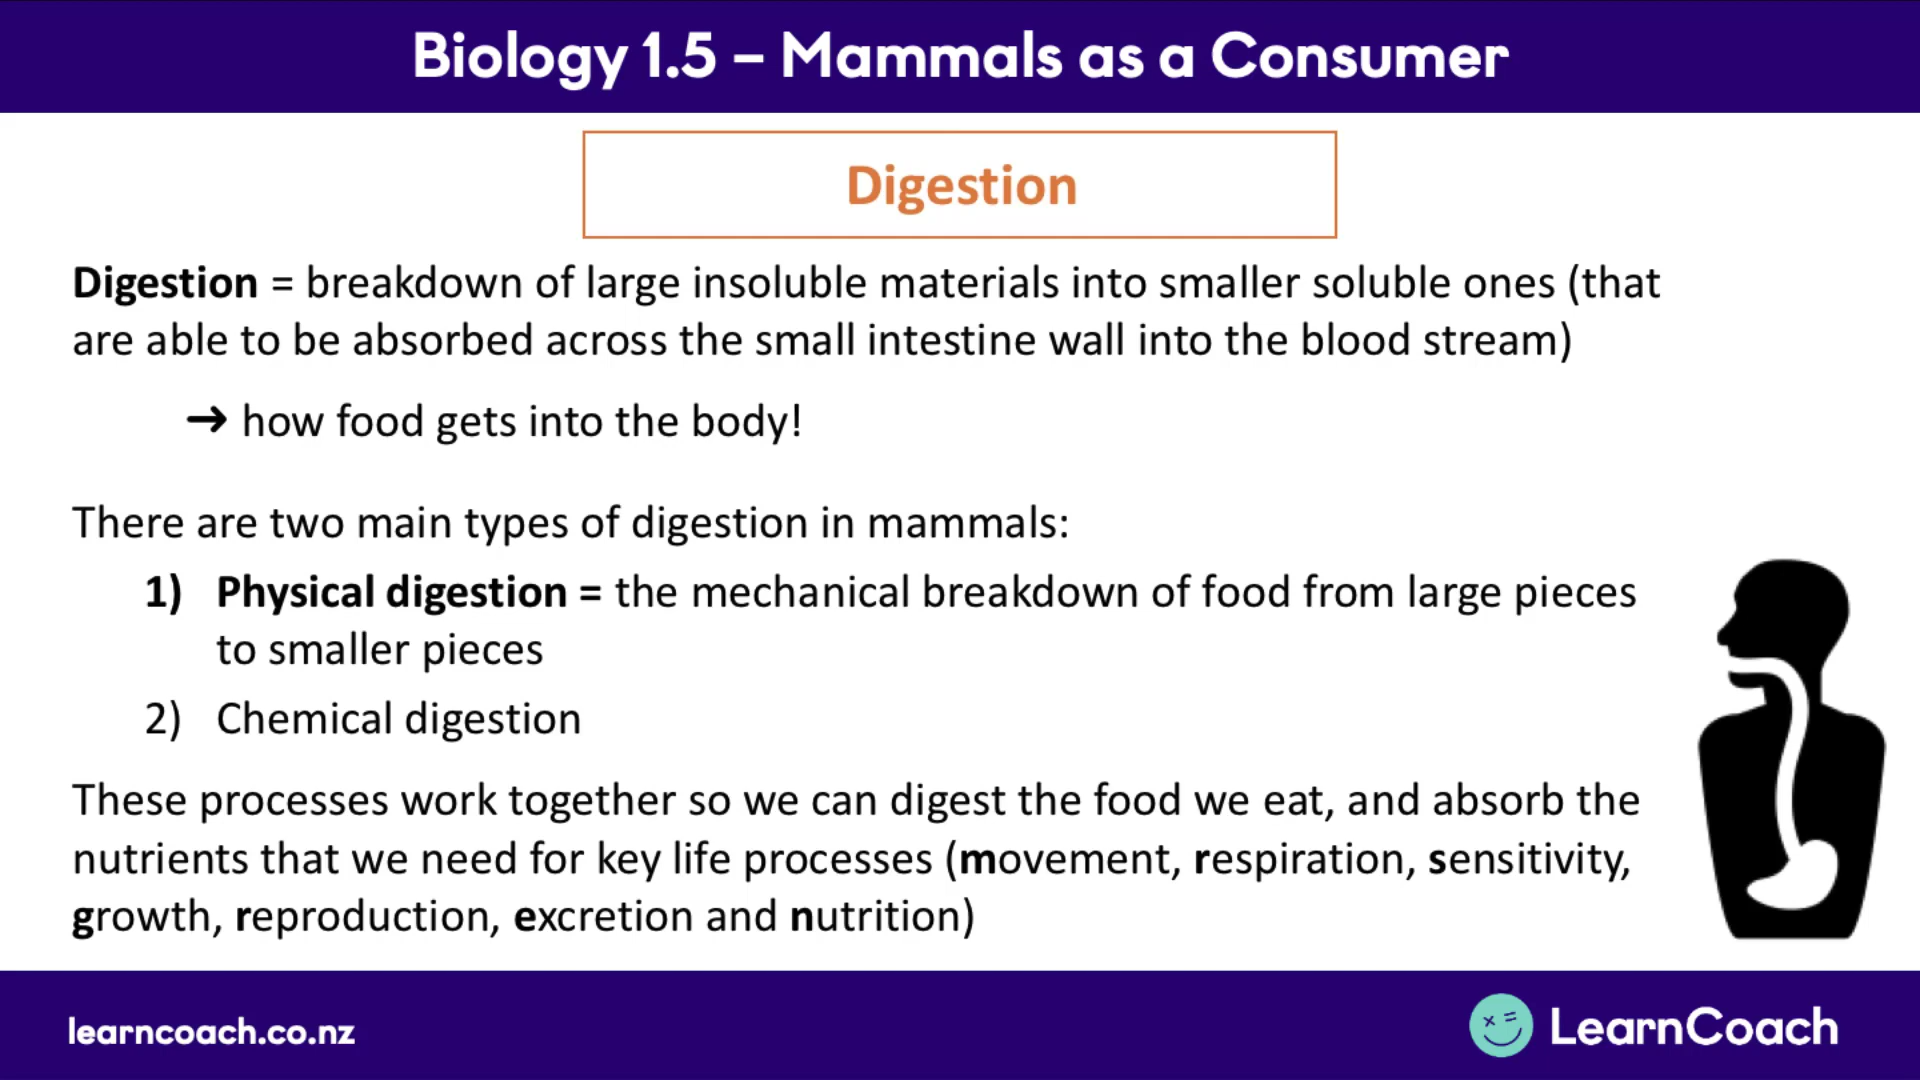 Biology 1.5 – Mammals as a Consumer
Digestion
Digestion = breakdown of large insoluble materials into smaller soluble ones (that
are able to be absorbed across the small intestine wall into the blood stream)
➜ how food gets into the body!
There are two main types of digestion in mammals:
1) Physical digestion = the mechanical breakdown of food from large pieces
to smaller pieces
2) Chemical digestion
These processes work together so we can digest the food we eat, and absorb the
nutrients that we need for key life processes (movement, respiration, sensitivity,
growth, reproduction, excretion and nutrition)
learncoach.co.nz
LearnCoach